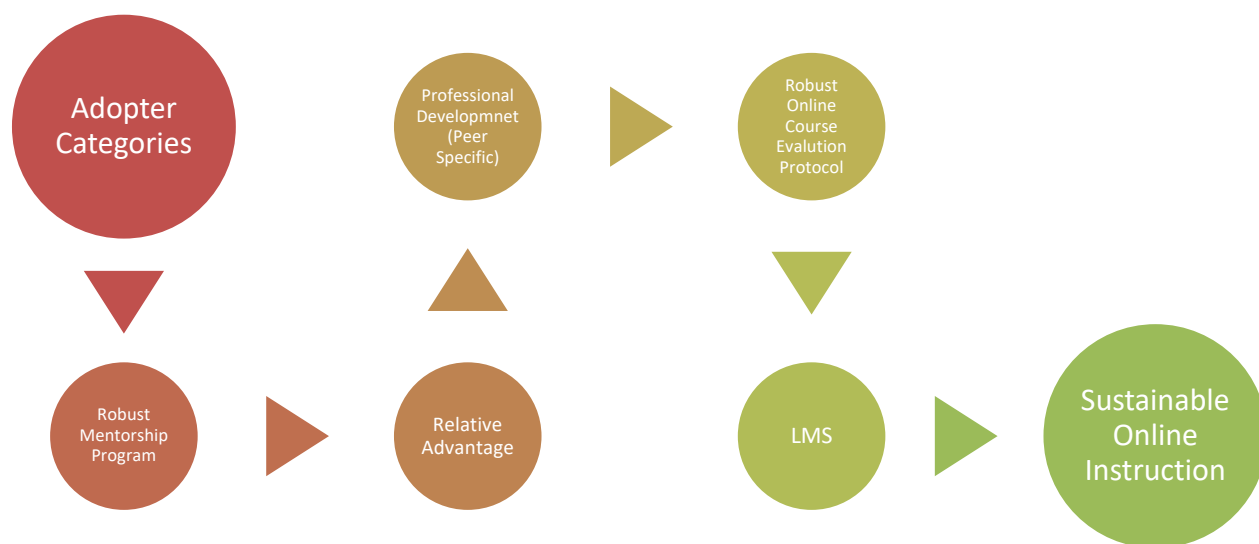 Adopter
Categories
Robust
Mentorship
Program
Relative
Advantage
Professional
Developmnet
(Peer
Specific)
Robust
Online
Course
Evalution
Protocol
LMS
Sustainable
Online
Instruction